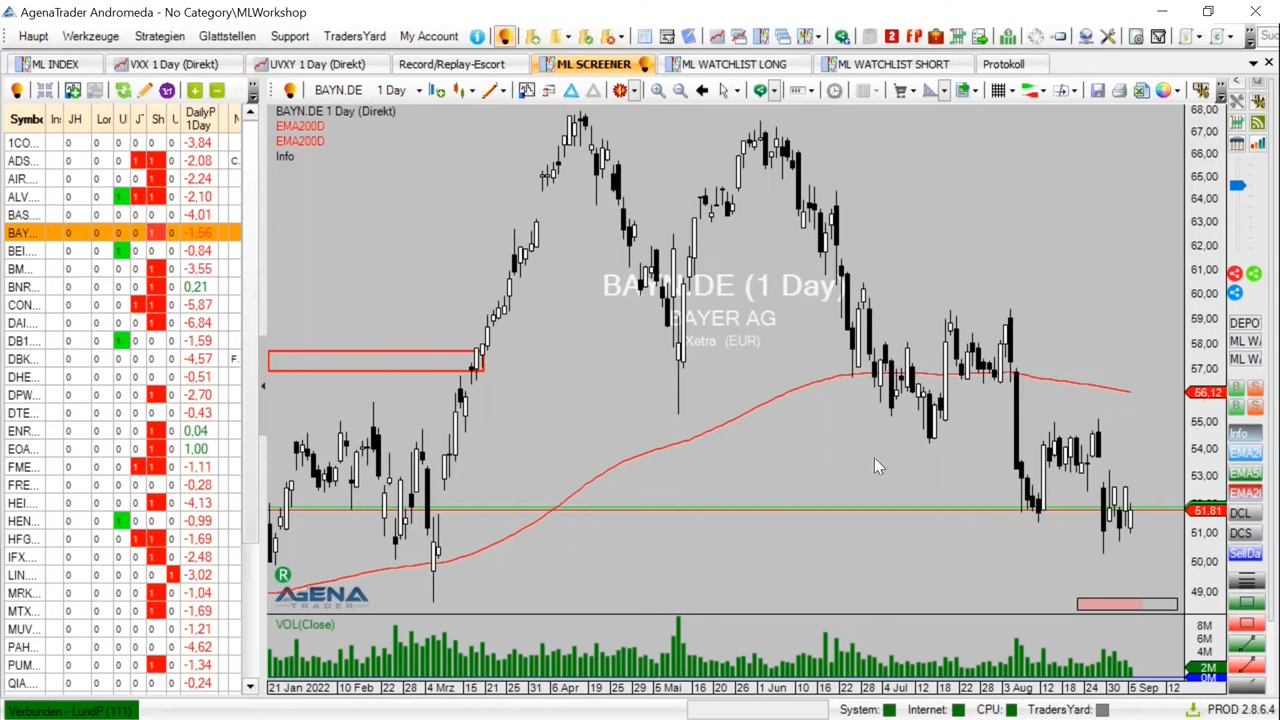 AgenaTrader Andromeda - No Category\MLWorkshop
Haupt Werkzeuge Strategien Glattstellen Support TradersYard My Account
ML INDEX VXX 1 Day (Direkt) UVXY 1 Day (Direkt) Record/Replay-Escort ML SCREENER ML WATCHLIST LONG ML WATCHLIST SHORT Protokoll
BAYN.DE 1 Day
Symbc In: JH Lor U J Sh U DailyP 1Day
1CO... 0 0 0 0 0 0 -3,84
ADS... 0 0 0 1 1 0 -2,08 C.
AIR.... 0 0 0 0 1 0 -2,24
ALV.... 0 0 1 1 1 0 -2,10
BAS... 0 0 0 0 0 0 -4,01
BAY... 0 0 0 0 1 0 -1,56
BEI... 0 0 1 0 0 0 -0,84
BM... 0 0 0 0 1 0 -3,55
BNR... 0 0 0 0 1 0 0,21
CON... 0 0 0 1 1 0 -5,87
DAI.... 0 0 0 0 1 0 -6,84
DB1... 0 0 1 0 0 0 -1,59
DBK... 0 0 0 0 0 0 -4,57 F.
DHE... 0 0 0 0 0 0 -0,51
DPW... 0 0 0 0 1 0 -2,70
DTE... 0 0 0 0 0 0 -0,43
ENR... 0 0 0 0 1 0 0,04
EOA... 0 0 0 0 1 0 1,00
FME... 0 0 0 1 1 0 -1,11
FRE... 0 0 0 0 0 0 -0,28
HEI.... 0 0 0 0 1 0 -4,13
HEN... 0 0 1 0 0 0 -0,99
HFG... 0 0 0 1 1 0 -1,69
IFX.... 0 0 0 0 1 0 -2,48
LIN.... 0 0 0 0 0 1 -3,02
MRK... 0 0 0 0 1 0 -1,04
MTX... 0 0 0 0 1 0 -1,69
MUV... 0 0 0 0 0 0 -1,21
PAH... 0 0 0 0 0 0 -4,62
PUM... 0 0 0 0 1 0 -1,34
QIA.... 0 0 0 0 0 0 -0,24
BAYN.DE 1 Day (Direkt)
EMA200D
EMA200D
Info
BAYN.DE (1 Day)
BAYER AG
Xetra (EUR)
R
AGENA
TRADER
VOL(Close)
68,00
67,00
66,00
65,00
64,00
63,00
62,00
61,00
60,00
59,00
58,00
57,00
56,12
55,00
54,00
53,00
51,81
51,00
50,00
49,00
8M
6M
4M
2M
0M
21 Jan 2022 10 Feb 22 28 4 Mrz 15 21 25 31 6 Apr 19 25 29 5 Mai 16 20 26 1 Jun 10 16 22 28 4 Jul 12 18 22 28 3 Aug 12 18 24 30 5 Sep 12
DEPO
ML W
ML W
B S
B S
Info
EMA2
EMA5
EMA2
DCL
DCS
SellDa
Verbunden - LundP (111) System: Internet: CPU: TradersYard: PROD 2.8.6.4